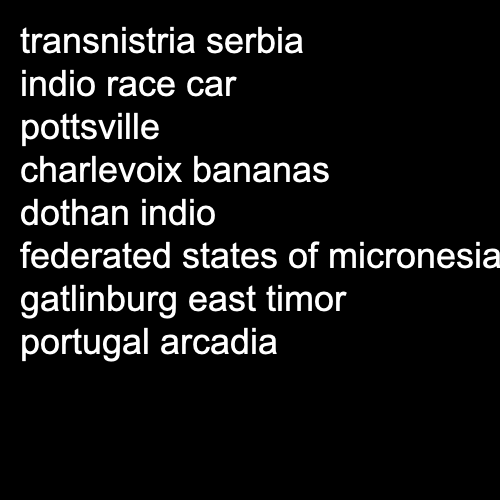 transnistria serbia
indio race car
pottsville
charlevoix bananas
dothan indio
federated states of micronesia
gatlinburg east timor
portugal arcadia